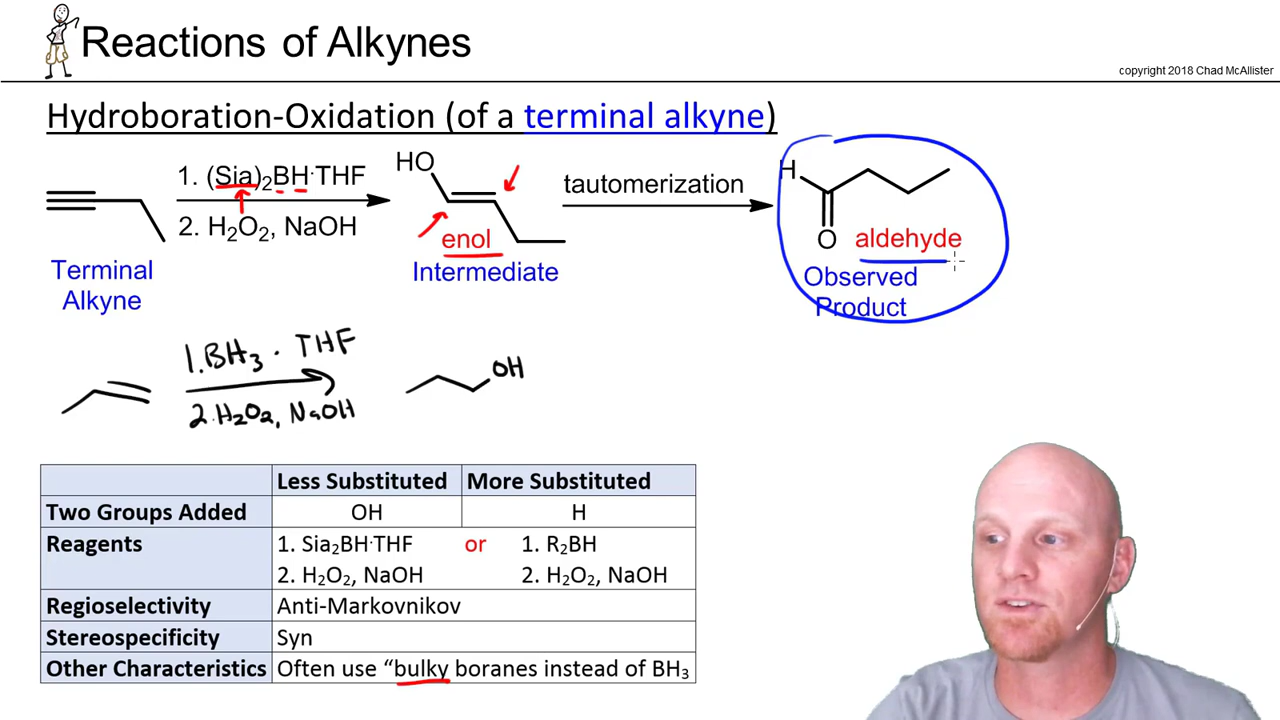 Reactions of Alkynes
copyright 2018 Chad McAllister
Hydroboration-Oxidation (of a terminal alkyne)
1. (Sia)₂BH·THF
2. H₂O₂, NaOH
Terminal
Alkyne
HO
enol
Intermediate
tautomerization
H
O
aldehyde
Observed
Product
1. BH₃ · THF
2. H₂O₂, NaOH
OH
Less Substituted More Substituted
Two Groups Added OH H
Reagents 1. Sia₂BH·THF or 1. R₂BH
2. H₂O₂, NaOH 2. H₂O₂, NaOH
Regioselectivity Anti-Markovnikov
Stereospecificity Syn
Other Characteristics Often use “bulky boranes instead of BH₃